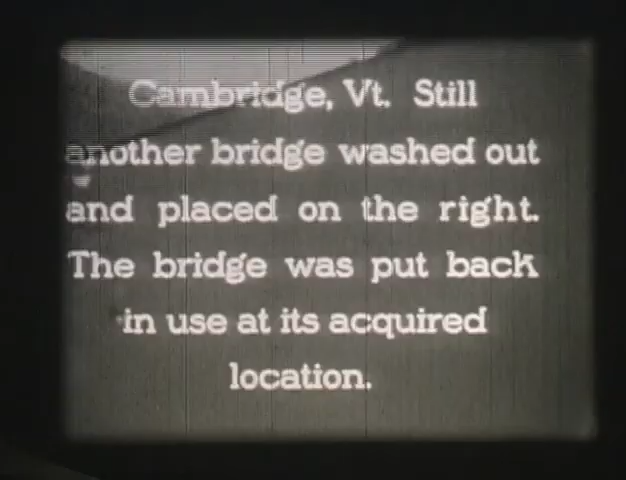 Cambridge, Vt. Still
another bridge washed out
and placed on the right.
The bridge was put back
in use at its acquired
location.